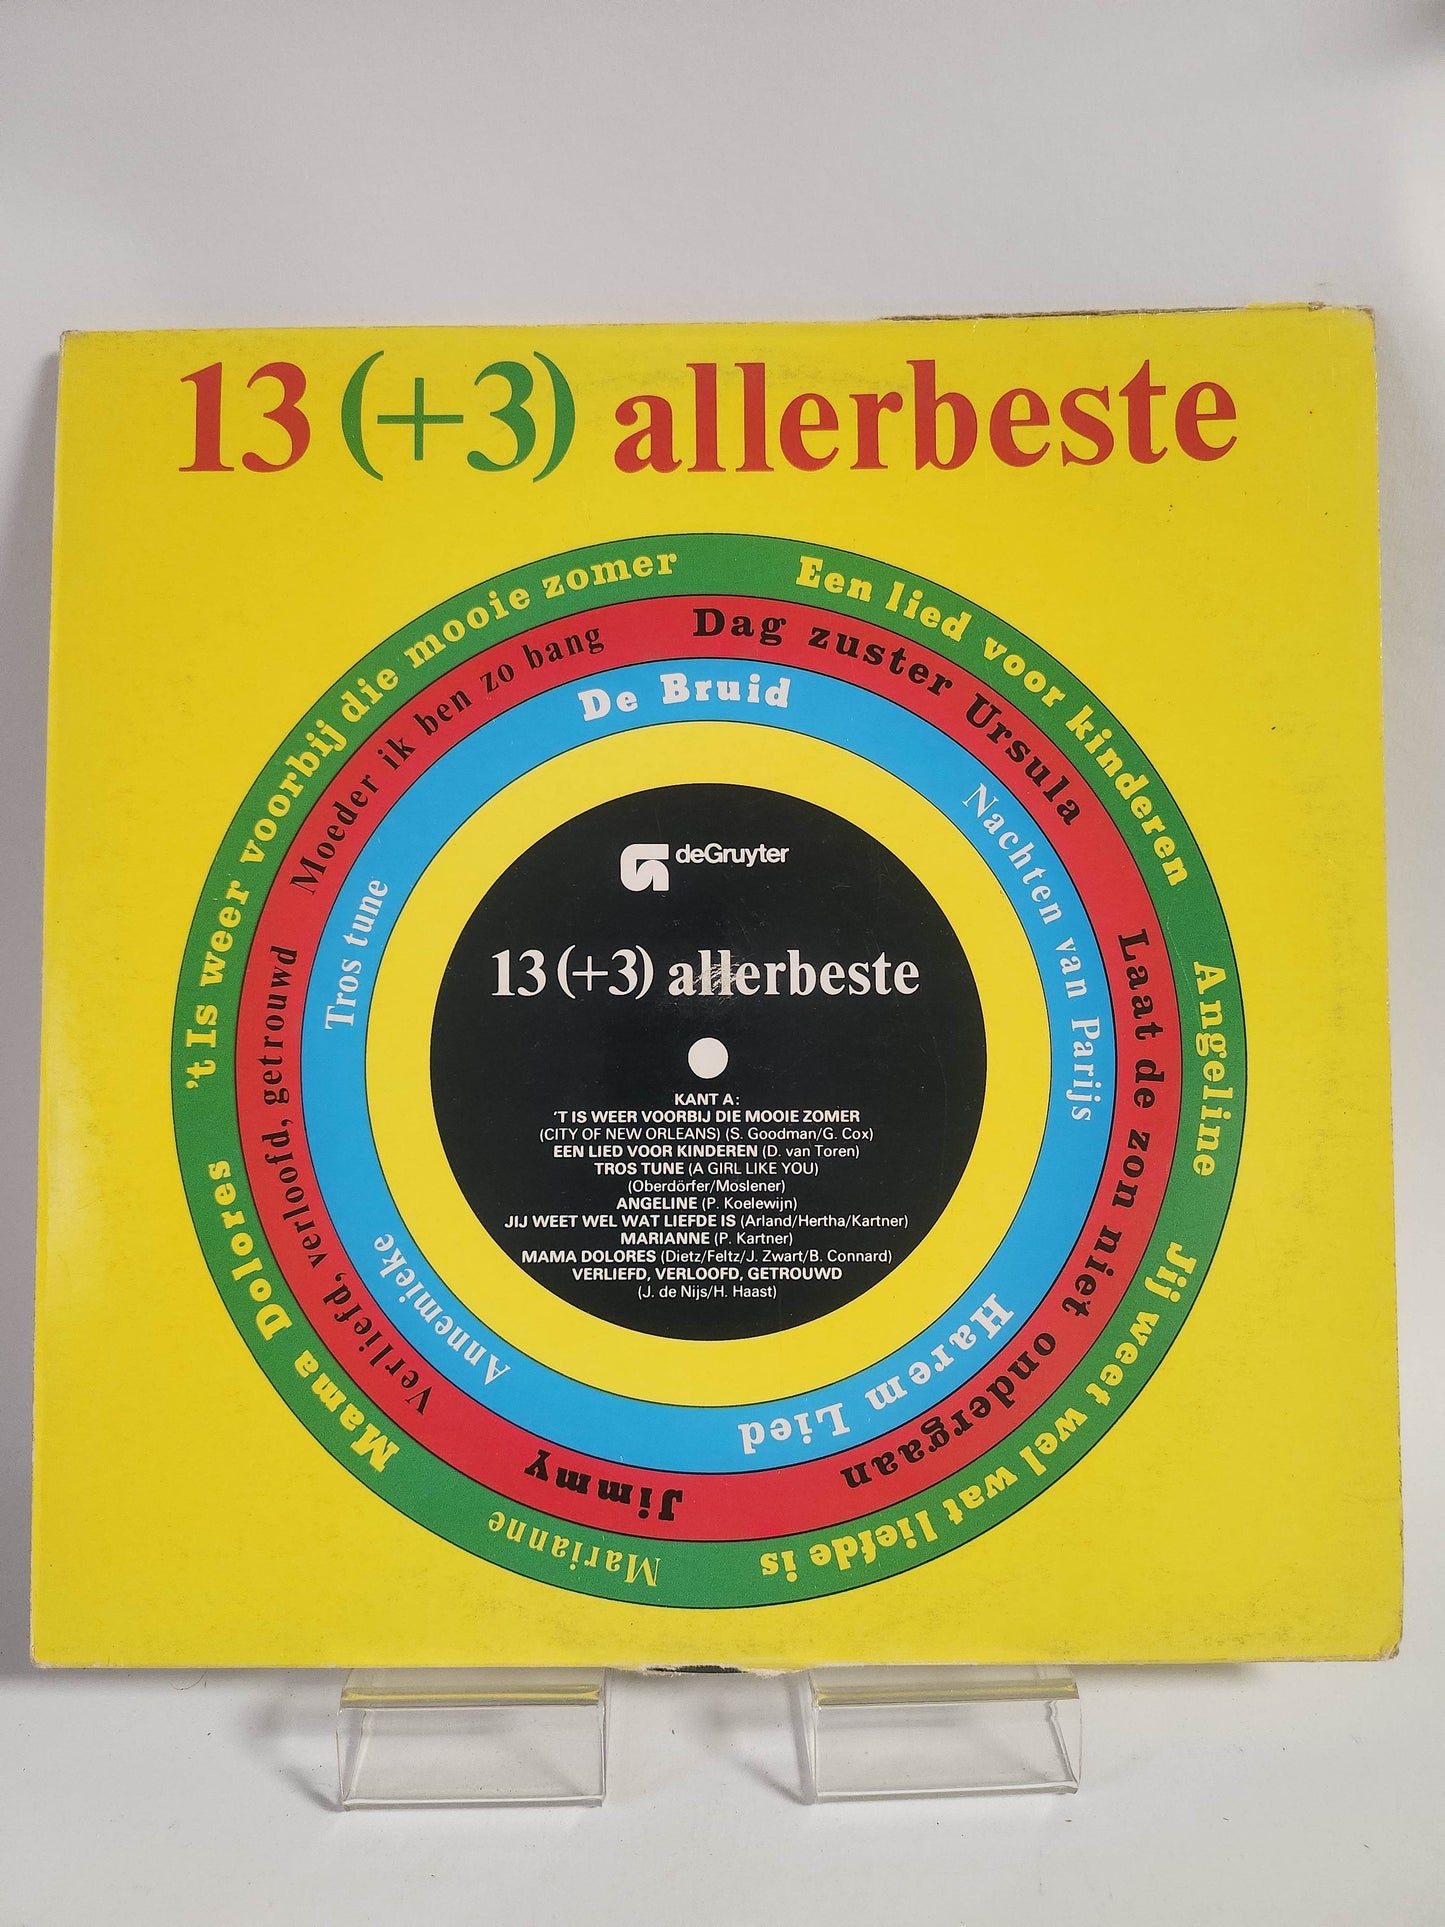 13 (+3) allerbeste
't Is weer voorbij die mooie zomer
Een lied voor kinderen
Angeline
Jij weet wel wat liefde is
Marianne
Mama Dolores
Moeder ik ben zo bang
Dag zuster Ursula
Laat de zon niet ondergaan
Jimmy
Verliefd, verloofd, getrouwd
De Bruid
Nachten van Parijs
Harem Lied
Annemieke
Tros tune
deGruyter
13 (+3) allerbeste
KANT A:
'T IS WEER VOORBIJ DIE MOOIE ZOMER
(CITY OF NEW ORLEANS) (S. Goodman/G. Cox)
EEN LIED VOOR KINDEREN (D. van Toren)
TROS TUNE (A GIRL LIKE YOU)
(Oberdörfer/Moslener)
ANGELINE (P. Koelewijn)
JIJ WEET WEL WAT LIEFDE IS (Arland/Hertha/Kartner)
MARIANNE (P. Kartner)
MAMA DOLORES (Dietz/Feltz/J. Zwart/B. Connard)
VERLIEFD, VERLOOFD, GETROUWD
(J. de Nijs/H. Haast)